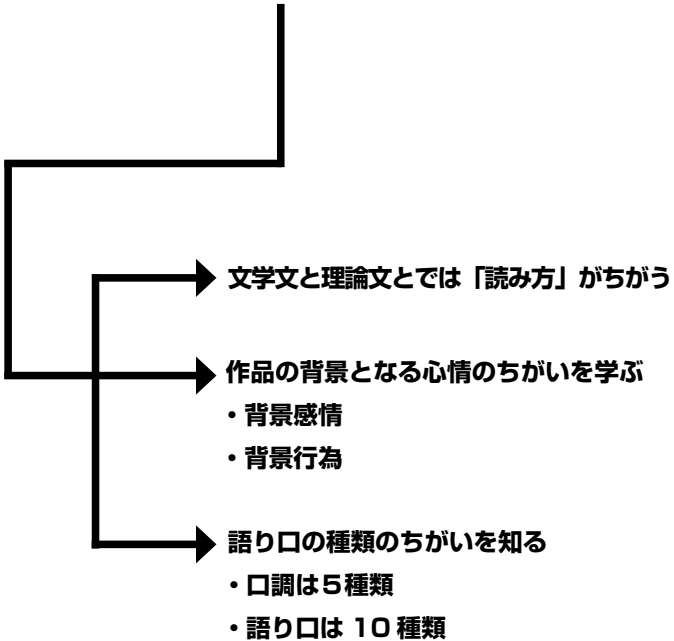 文学文と理論文とでは「読み方」がちがう
作品の背景となる心情のちがいを学ぶ
・背景感情
・背景行為
語り口の種類のちがいを知る
・口調は５種類
・語り口は 10 種類